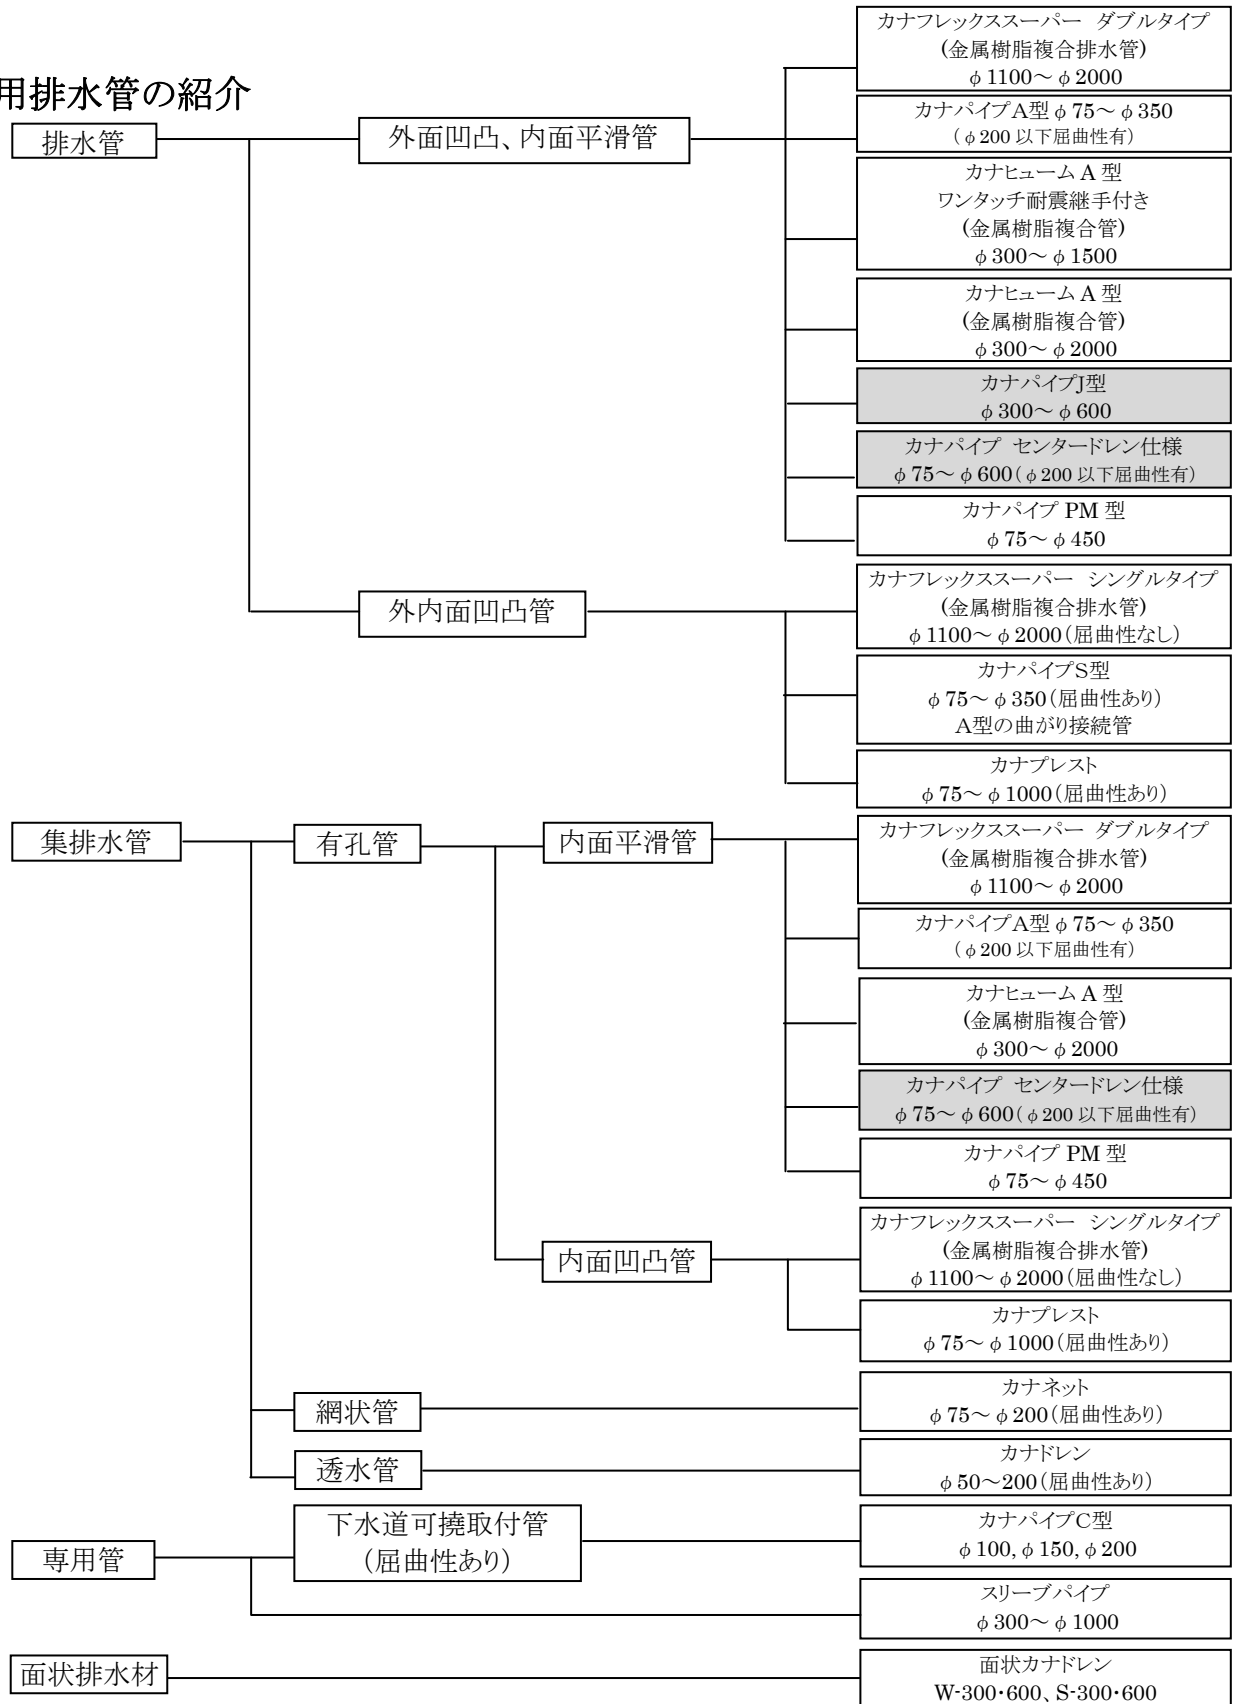 用排水管の紹介
排水管
外面凹凸、内面平滑管
カナフレックススーパー ダブルタイプ
(金属樹脂複合排水管)
φ1100～φ2000
カナパイプA型φ75～φ350
(φ200以下屈曲性有)
カナヒュームA型
ワンタッチ耐震継手付き
(金属樹脂複合管)
φ300～φ1500
カナヒュームA型
(金属樹脂複合管)
φ300～φ2000
カナパイプJ型
φ300～φ600
カナパイプ センタードレン仕様
φ75～φ600(φ200以下屈曲性有)
カナパイプPM型
φ75～φ450
外内面凹凸管
カナフレックススーパー シングルタイプ
(金属樹脂複合排水管)
φ1100～φ2000(屈曲性なし)
カナパイプS型
φ75～φ350(屈曲性あり)
A型の曲がり接続管
カナプレスト
φ75～φ1000(屈曲性あり)
集排水管
有孔管
内面平滑管
カナフレックススーパー ダブルタイプ
(金属樹脂複合排水管)
φ1100～φ2000
カナパイプA型φ75～φ350
(φ200以下屈曲性有)
カナヒュームA型
(金属樹脂複合管)
φ300～φ2000
カナパイプ センタードレン仕様
φ75～φ600(φ200以下屈曲性有)
カナパイプPM型
φ75～φ450
内面凹凸管
カナフレックススーパー シングルタイプ
(金属樹脂複合排水管)
φ1100～φ2000(屈曲性なし)
カナプレスト
φ75～φ1000(屈曲性あり)
網状管
カナネット
φ75～φ200(屈曲性あり)
透水管
カナドレン
φ50～200(屈曲性あり)
専用管
下水道可撓取付管
(屈曲性あり)
カナパイプC型
φ100,φ150,φ200
スリーブパイプ
φ300～φ1000
面状排水材
面状カナドレン
W-300・600、S-300・600